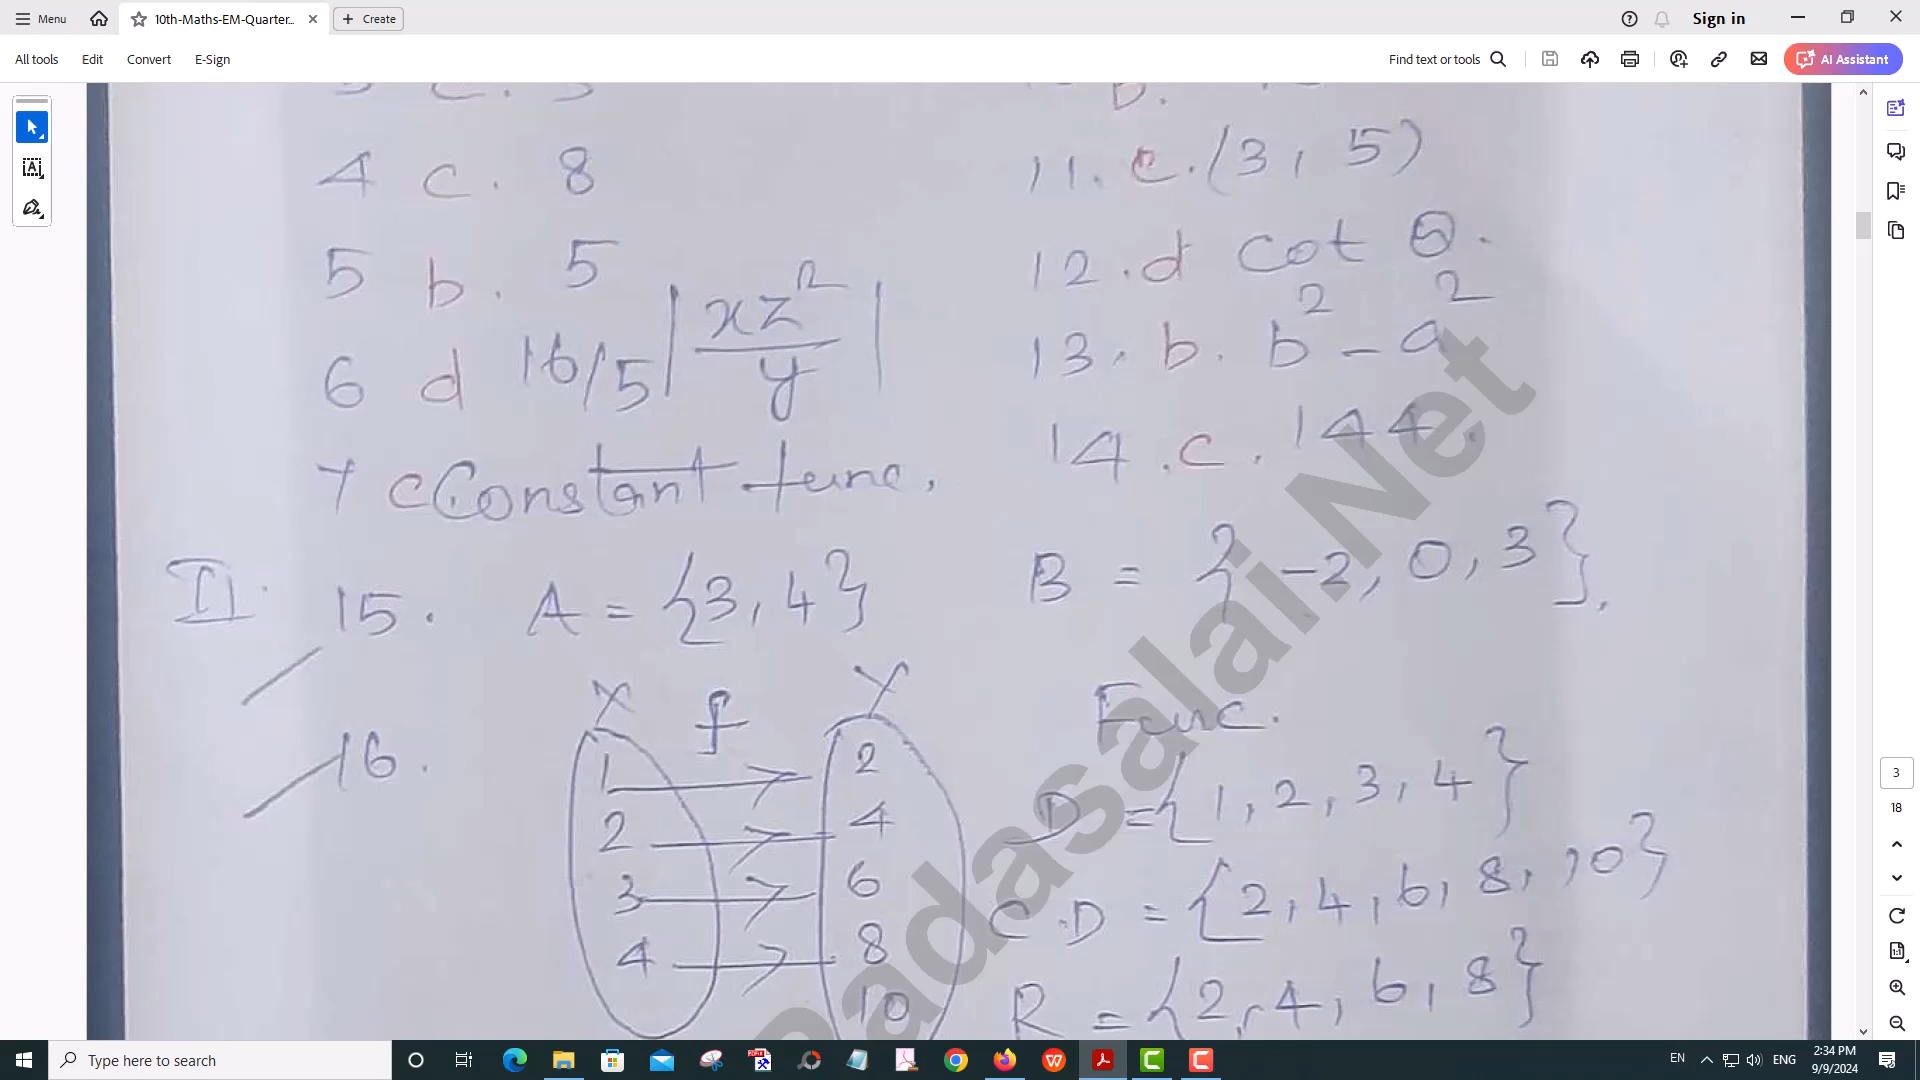 Menu
10th-Maths-EM-Quarter...
Create
Sign in
All tools
Edit
Convert
E-Sign
Find text or tools
AI Assistant
4 c. 8
5 b. 5
6 d 16/5 |xz²/y|
7 c Constant func.
11. c. (3, 5)
12. d cot θ.
13. b. b² - a²
14. c. 144.
II. 15. A = {3, 4} B = {-2, 0, 3}.
16. X f Y Func.
1 2
2 4
3 6
4 8
10
D = {1, 2, 3, 4}
C.D = {2, 4, 6, 8, 10}
R = {2, 4, 6, 8}
Padasalai.Net
3
18
Type here to search
EN
ENG
2:34 PM
9/9/2024